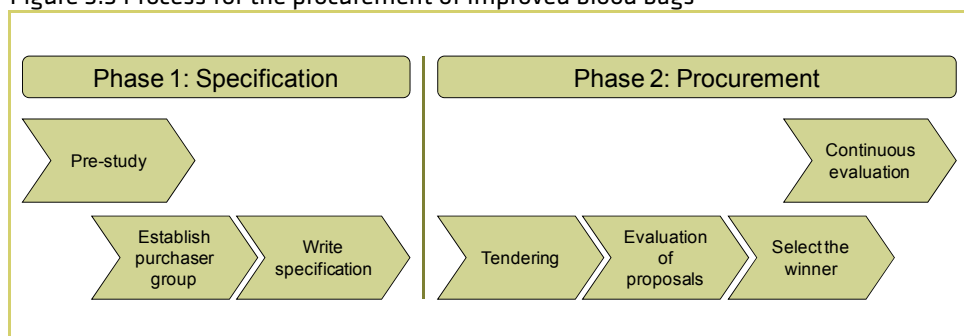 Figure Process for the procurement of improved Blood Bags
Phase 1: Specification
Phase 2: Procurement
Pre-study
Continuous
evaluation
Establish
purchaser
group
Write
specification
Tendering
Evaluation
of
proposals
Select the
winner